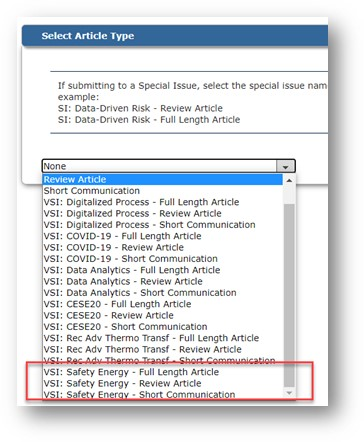 Select Article Type
If submitting to a Special Issue, select the special issue nam
example:
SI: Data-Driven Risk - Review Article
SI: Data-Driven Risk - Full Length Article
None
Review Article
Short Communication
VSI: Digitalized Process - Full Length Article
VSI: Digitalized Process - Review Article
VSI: Digitalized Process - Short Communication
VSI: COVID-19 - Full Length Article
VSI: COVID-19 - Review Article
VSI: COVID-19 - Short Communication
VSI: Data Analytics - Full Length Article
VSI: Data Analytics - Review Article
VSI: Data Analytics - Short Communication
VSI: CESE20 - Full Length Article
VSI: CESE20 - Review Article
VSI: CESE20 - Short Communication
VSI: Rec Adv Thermo Transf - Full Length Article
VSI: Rec Adv Thermo Transf - Review Article
VSI: Rec Adv Thermo Transf - Short Communication
VSI: Safety Energy - Full Length Article
VSI: Safety Energy - Review Article
VSI: Safety Energy - Short Communication